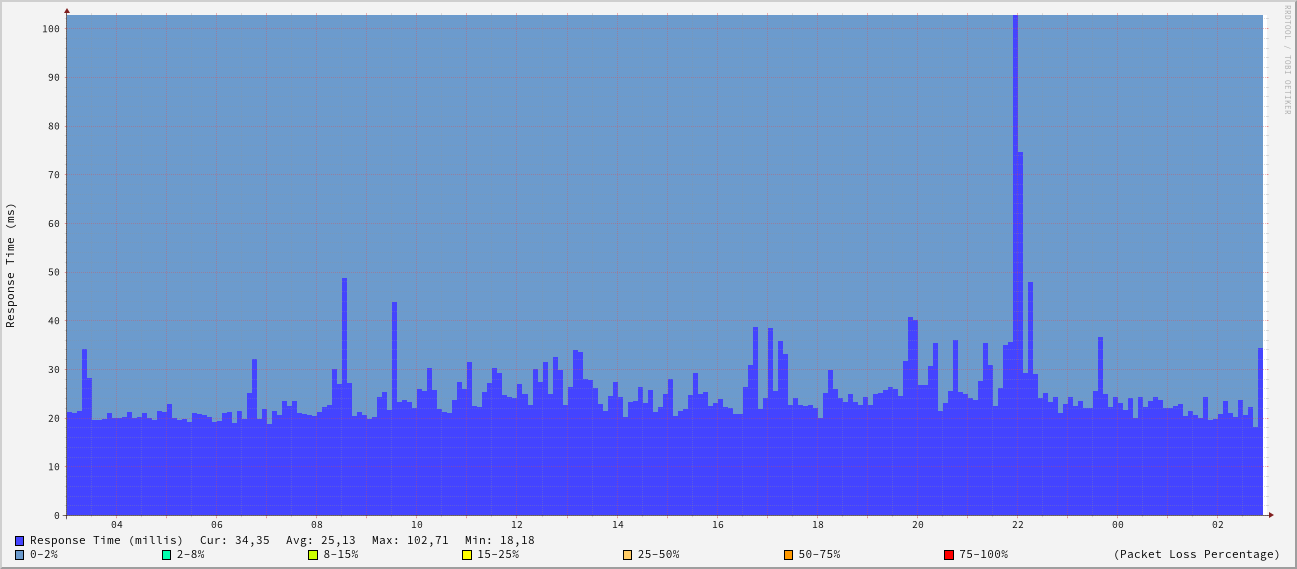 RRDTOOL / TOBI OETIKER
Response Time (ms)
100
90
80
70
60
50
40
30
20
10
0
04 06 08 10 12 14 16 18 20 22 00 02
Response Time (millis) Cur: 34,35 Avg: 25,13 Max: 102,71 Min: 18,18
0-2% 2-8% 8-15% 15-25% 25-50% 50-75% 75-100% (Packet Loss Percentage)